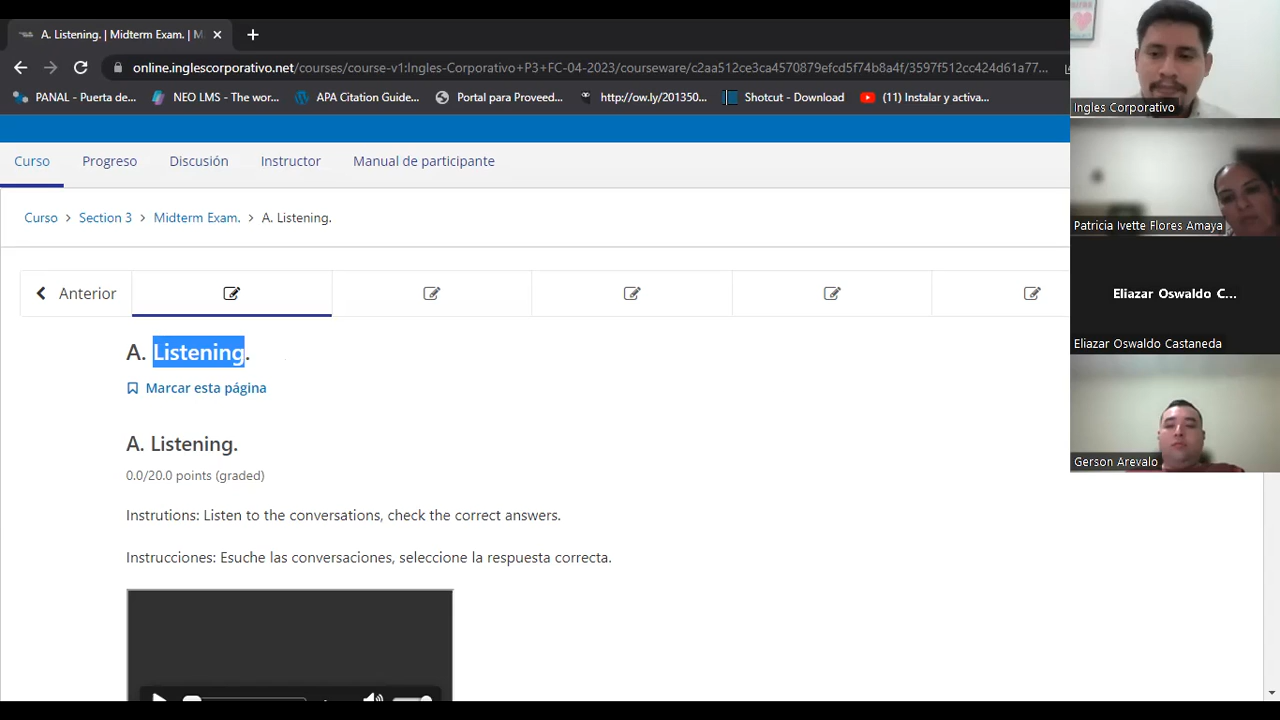 A. Listening. | Midterm Exam. | M
online.inglescorporativo.net/courses/course-v1:Ingles-Corporativo+P3+EC-04-2023/courseware/c2aa512ce3ca4570879efcd5f74b8a4f/3597f512cc424d61a77...
PANAL - Puerta de... NEO LMS - The wor... APA Citation Guide... Portal para Proveed... http://ow.ly/201350... Shotcut - Download (11) Instalar y activa...
Curso Progreso Discusión Instructor Manual de participante
Curso > Section 3 > Midterm Exam. > A. Listening.
Anterior
A. Listening.
Marcar esta página
A. Listening.
0.0/20.0 points (graded)
Instrutions: Listen to the conversations, check the correct answers.
Instrucciones: Esuche las conversaciones, seleccione la respuesta correcta.
Ingles Corporativo
Patricia Ivette Flores Amaya
Eliazar Oswaldo C...
Eliazar Oswaldo Castaneda
Gerson Arevalo